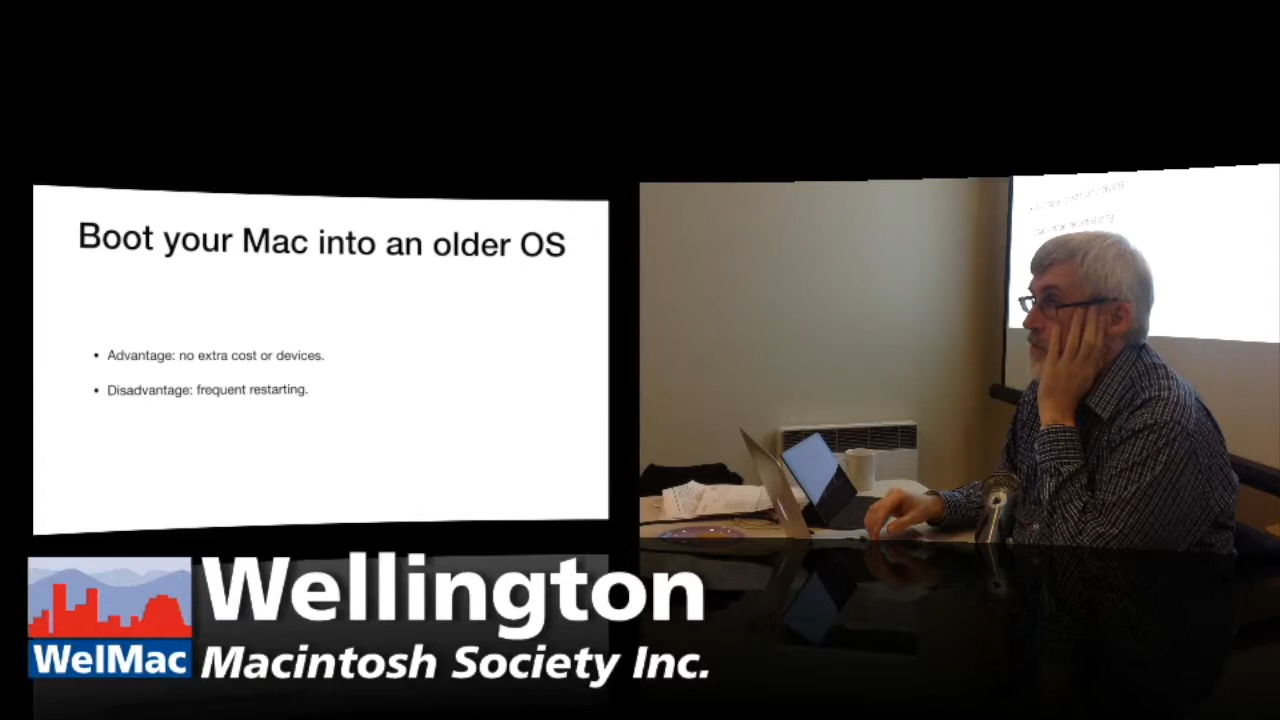 Boot your Mac into an older OS
• Advantage: no extra cost or devices.
• Disadvantage: frequent restarting.
WelMac
Wellington
Macintosh Society Inc.